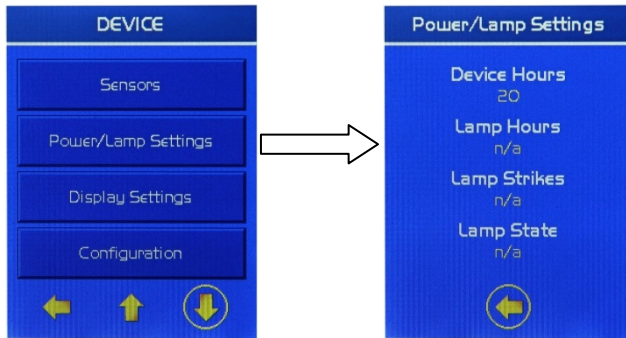 DEVICE
Sensors
Power/Lamp Settings
Display Settings
Configuration
Power/Lamp Settings
Device Hours
20
Lamp Hours
n/a
Lamp Strikes
n/a
Lamp State
n/a